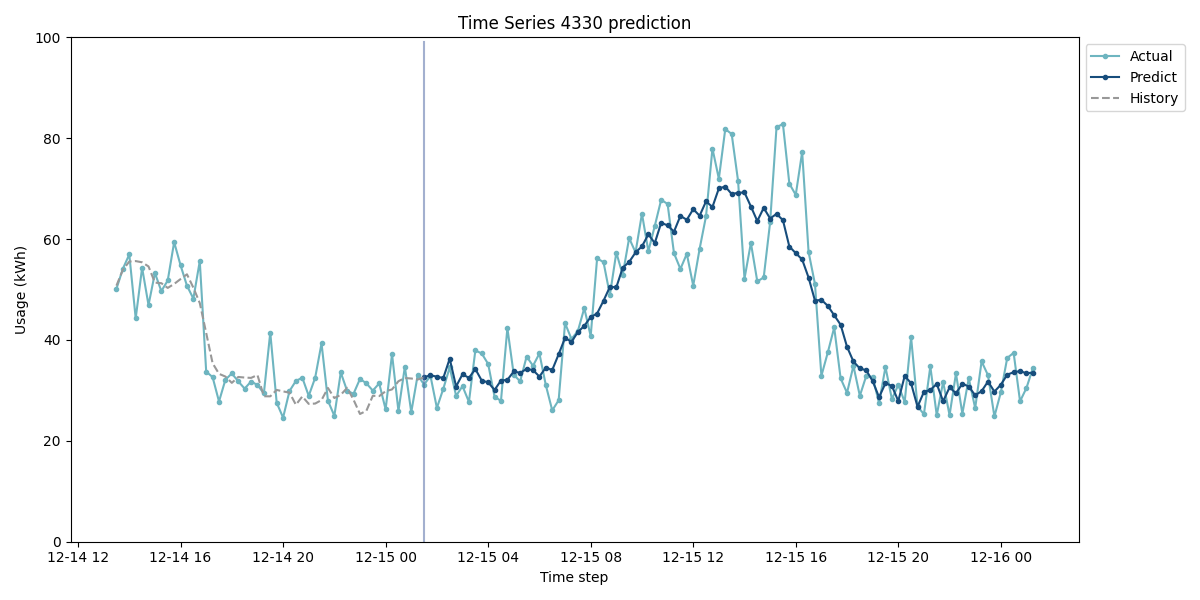 Time Series 4330 prediction
100
80
60
40
20
0
Usage (kWh)
12-14 12
12-14 16
12-14 20
12-15 00
12-15 04
12-15 08
12-15 12
12-15 16
12-15 20
12-16 00
Time step
Actual
Predict
History